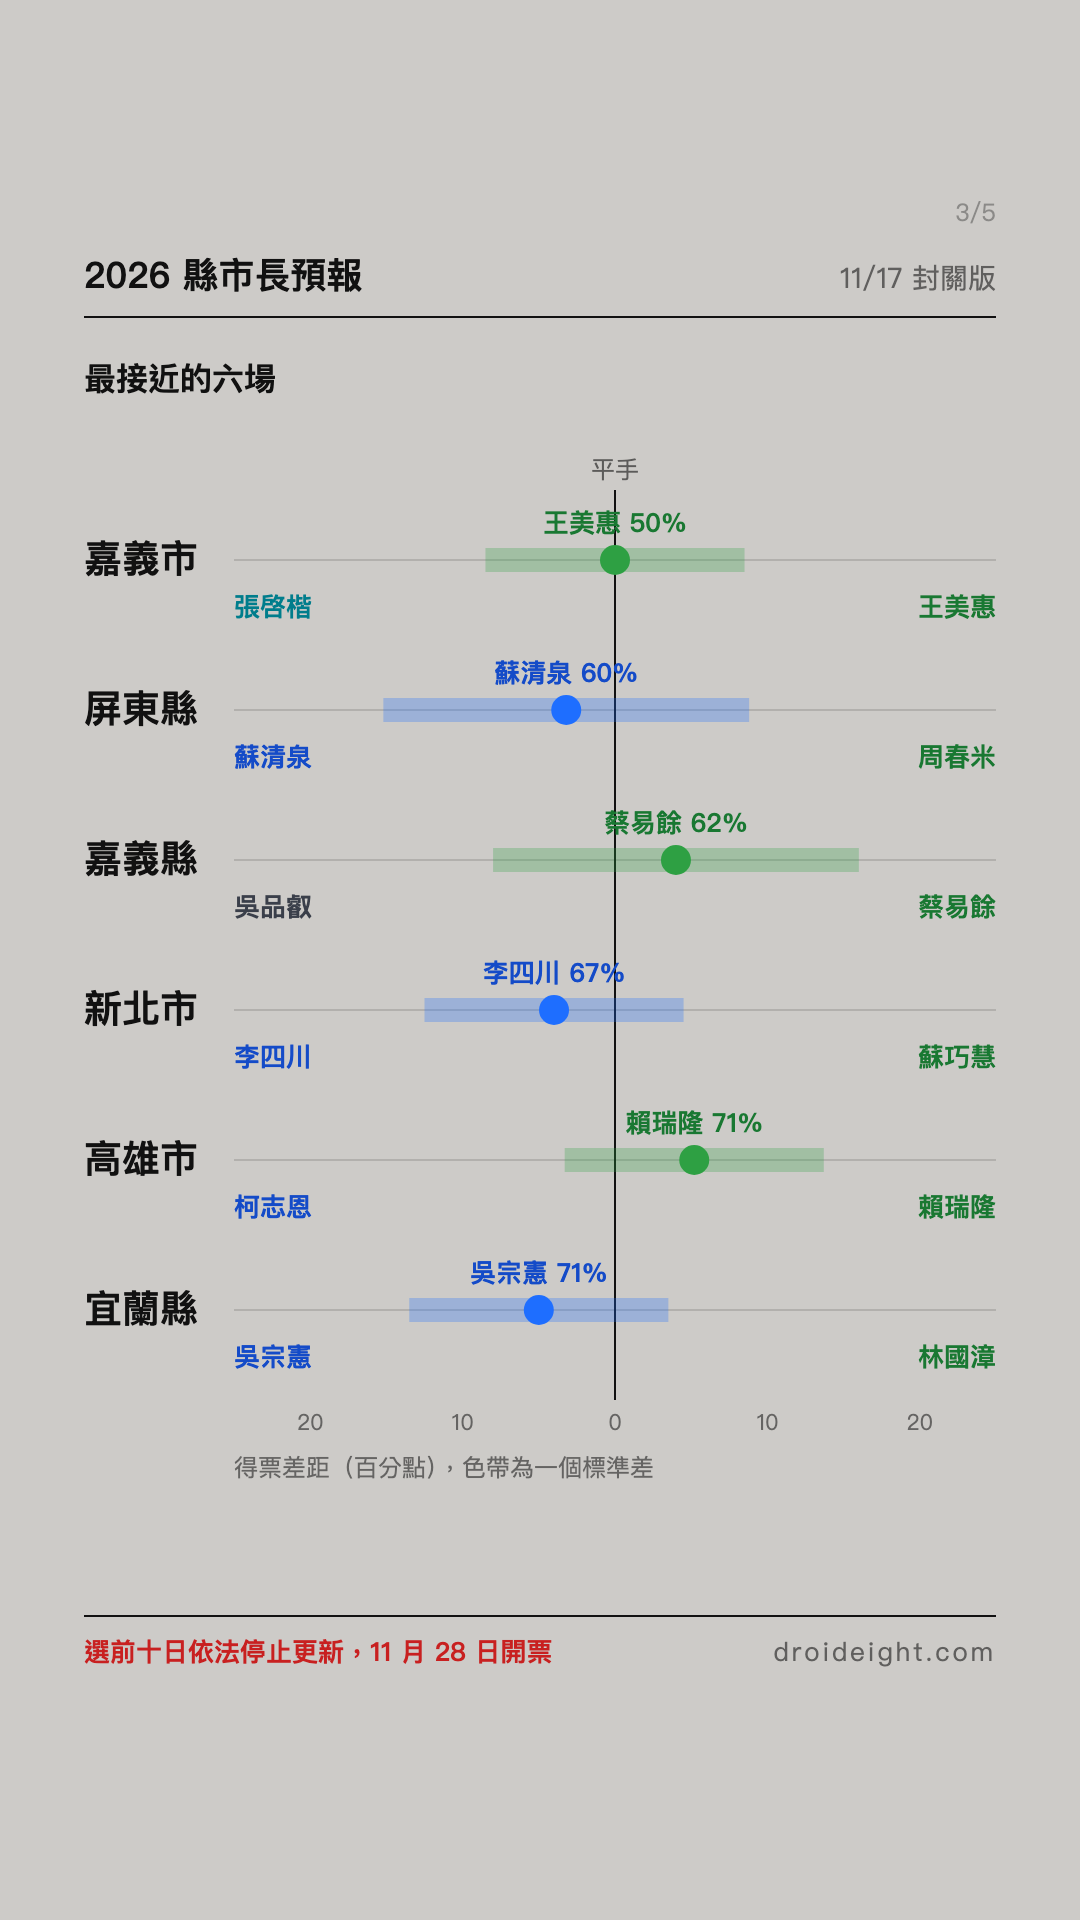 3/5
2026 縣市長預報
11/17 封關版
最接近的六場
平手
王美惠 50%
嘉義市
張啓楷
王美惠
蘇清泉 60%
屏東縣
蘇清泉
周春米
蔡易餘 62%
嘉義縣
吳品叡
蔡易餘
李四川 67%
新北市
李四川
蘇巧慧
賴瑞隆 71%
高雄市
柯志恩
賴瑞隆
吳宗憲 71%
宜蘭縣
吳宗憲
林國漳
20 10 0 10 20
得票差距（百分點），色帶為一個標準差
選前十日依法停止更新，11 月 28 日開票
droideight.com